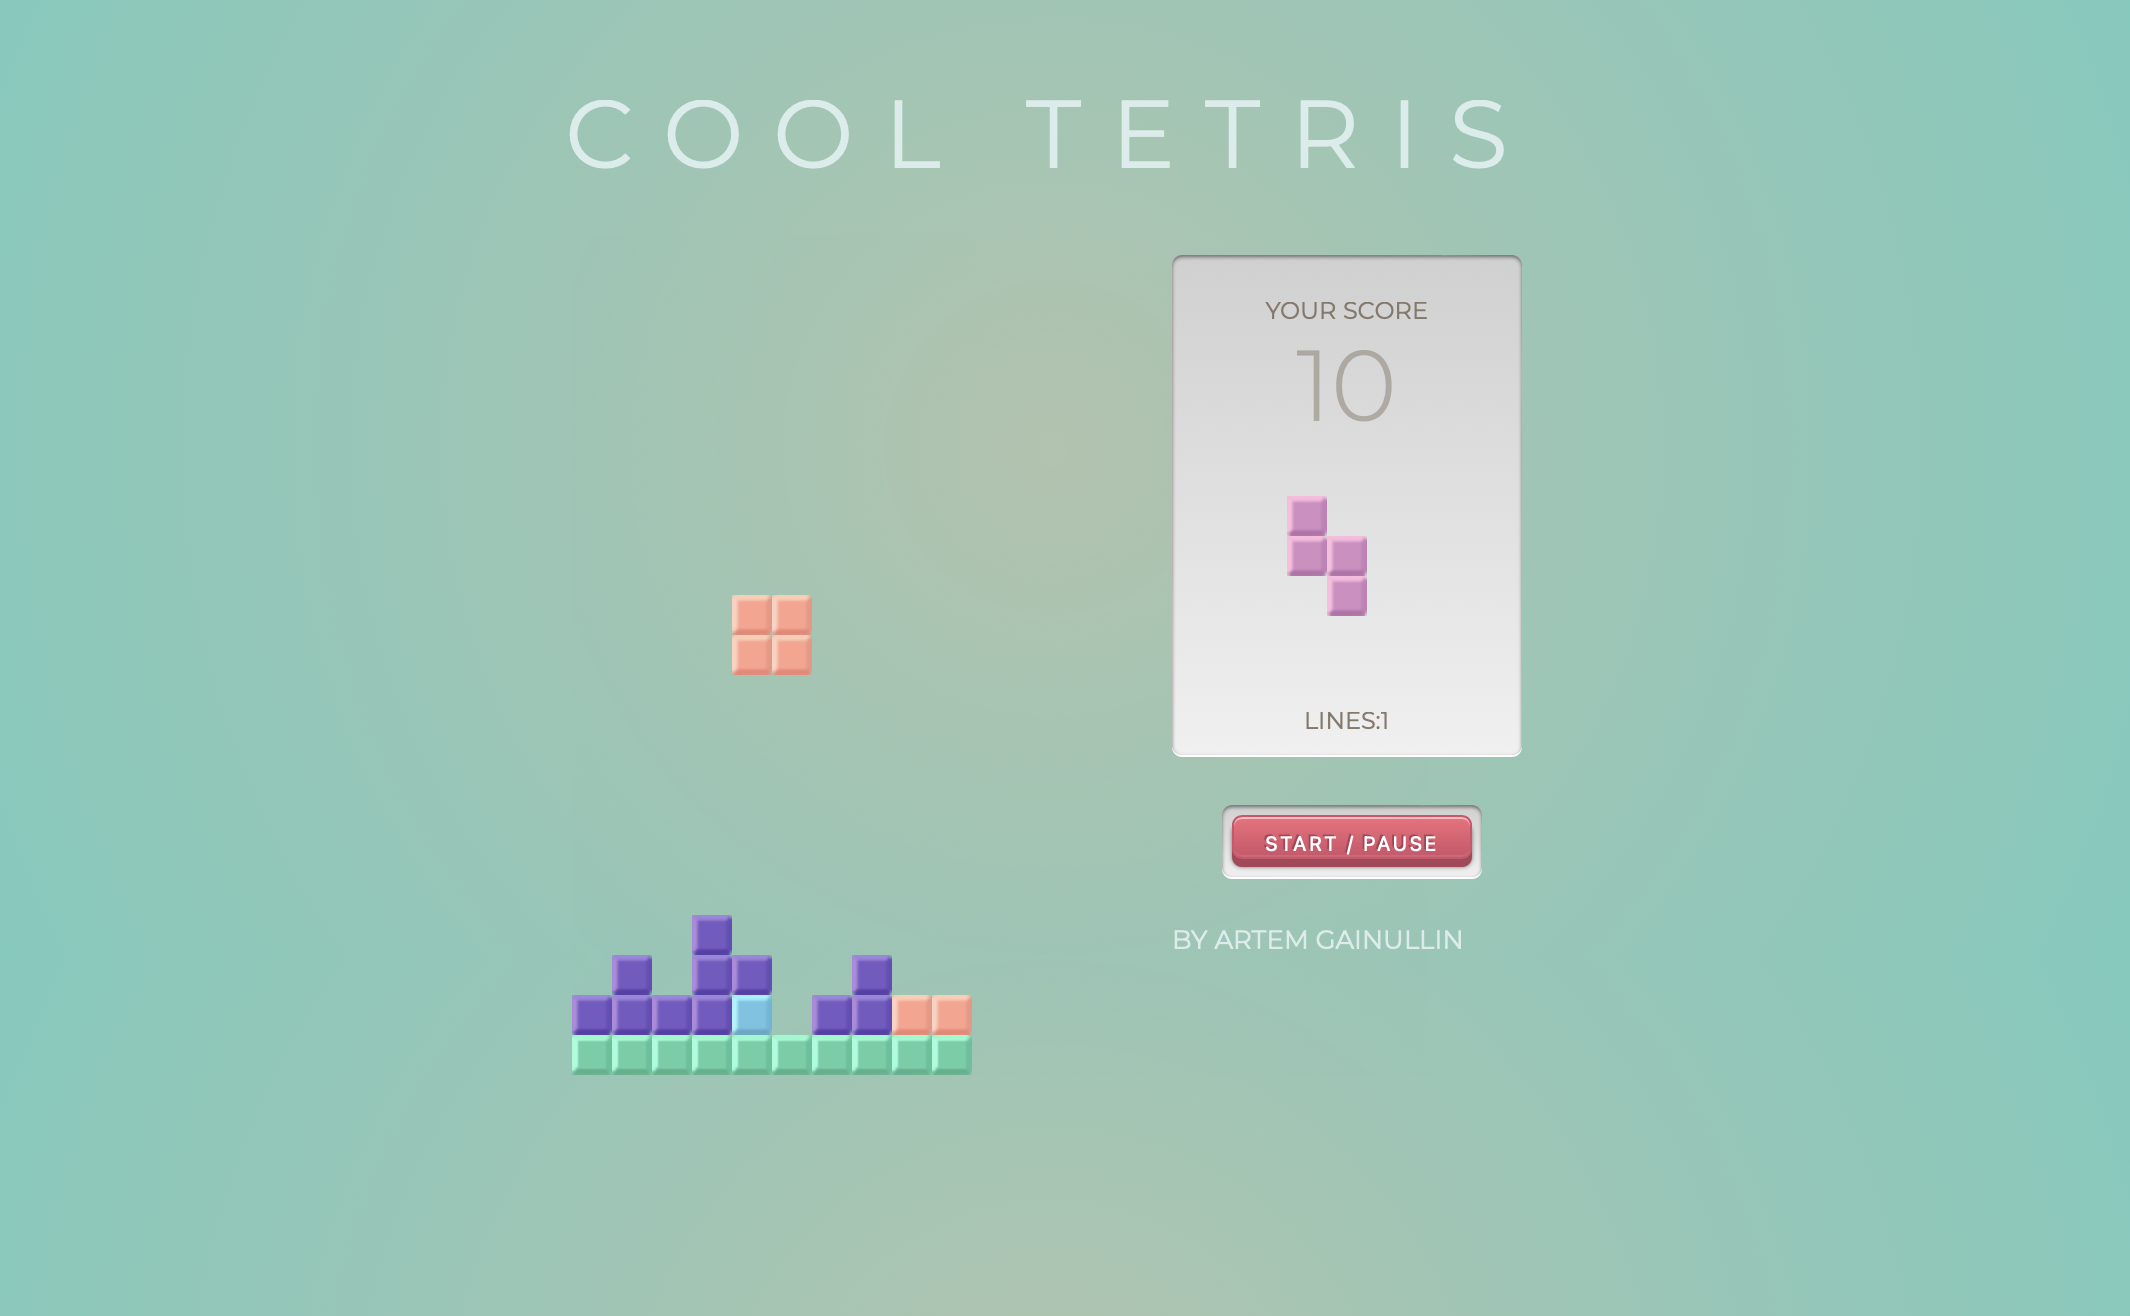 COOL TETRIS
YOUR SCORE
10
LINES:1
START / PAUSE
BY ARTEM GAINULLIN